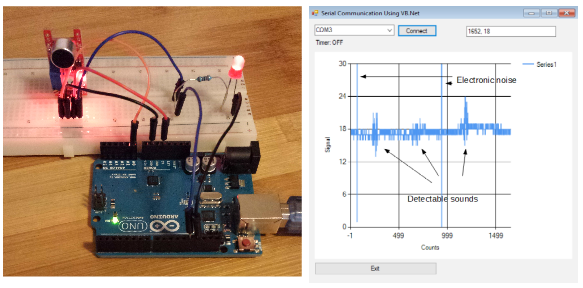 ARDUINO
UNO
Serial Communication Using VB.Net
COM3
Connect
1652, 18
Timer: OFF
Series1
Electronic noise
Detectable sounds
Signal
30
24
18
12
6
0
-1
499
999
1499
Counts
Exit